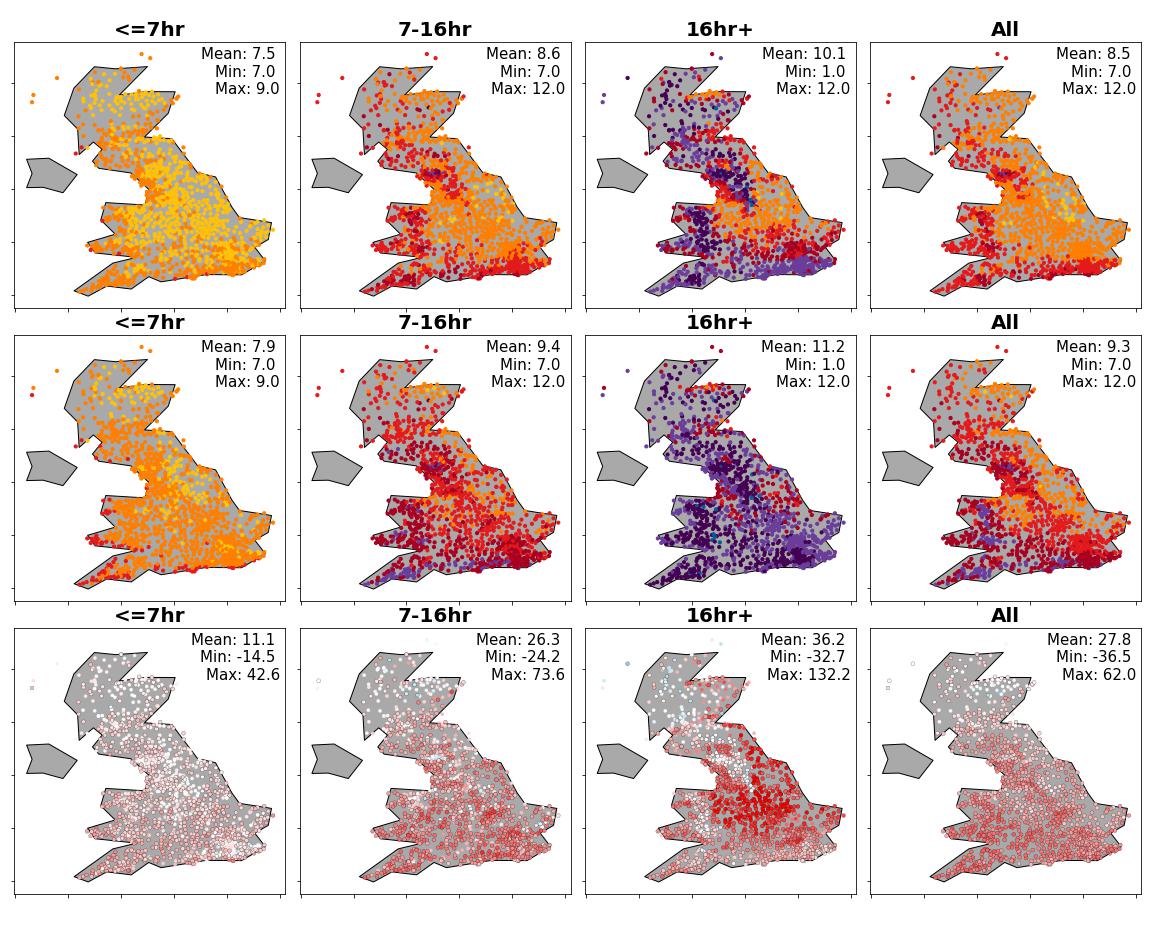 <=7hr
7-16hr
16hr+
All
Mean: 7.5
Min: 7.0
Max: 9.0
Mean: 8.6
Min: 7.0
Max: 12.0
Mean: 10.1
Min: 1.0
Max: 12.0
Mean: 8.5
Min: 7.0
Max: 12.0
<=7hr
7-16hr
16hr+
All
Mean: 7.9
Min: 7.0
Max: 9.0
Mean: 9.4
Min: 7.0
Max: 12.0
Mean: 11.2
Min: 1.0
Max: 12.0
Mean: 9.3
Min: 7.0
Max: 12.0
<=7hr
7-16hr
16hr+
All
Mean: 11.1
Min: -14.5
Max: 42.6
Mean: 26.3
Min: -24.2
Max: 73.6
Mean: 36.2
Min: -32.7
Max: 132.2
Mean: 27.8
Min: -36.5
Max: 62.0